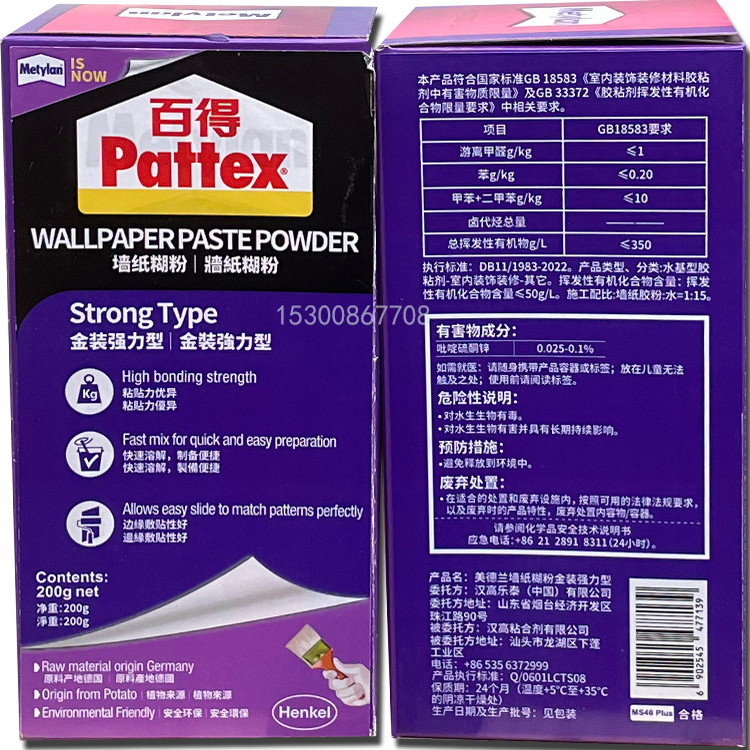 Metylan
Metylan
IS
NOW
百得
Pattex®
WALLPAPER PASTE POWDER
墙纸糊粉 | 牆紙糊粉
Strong Type
金装强力型 | 金裝強力型
Kg
High bonding strength
粘贴力优异
粘貼力優異
Fast mix for quick and easy preparation
快速溶解，制备便捷
快速溶解，製備便捷
Allows easy slide to match patterns perfectly
边缘敷贴性好
邊緣敷貼性好
Contents:
200g net
净重:200g
淨重:200g
Raw material origin Germany
原料产地德国 | 原料產地德國
Origin from Potato | 植物来源 | 植物來源
Environmental Friendly | 安全环保 | 安全環保
Henkel
15300867708
本产品符合国家标准GB 18583《室内装饰装修材料胶粘
剂中有害物质限量》及GB 33372《胶粘剂挥发性有机化
合物限量要求》中相关要求。
项目 GB18583要求
游离甲醛g/kg ≤1
苯g/kg ≤0.20
甲苯+二甲苯g/kg ≤10
卤代烃总量 ———
总挥发性有机物g/L ≤350
执行标准：DB11/1983-2022。产品类型、分类:水基型胶
粘剂-室内装饰装修-其它。挥发性有机化合物含量：挥发
性有机化合物含量≤50g/L。施工配比:墙纸胶粉:水=1:15。
有害物成分：
吡啶硫酮锌 0.025-0.1%
如需就医：请随身携带产品容器或标签；放在儿童无法
触及之处；使用前请阅读标签。
危险性说明：
·对水生生物有毒。
·对水生生物有害并具有长期持续影响。
预防措施：
·避免释放到环境中。
废弃处置：
·在适合的处置和废弃设施内，按照可用的法律法规要求，
以及废弃时的产品特性，废弃处置内容物/容器。
请参阅化学品安全技术说明书
应急电话:+86 21 2891 8311(24小时)。
产品名称：美德兰墙纸糊粉金装强力型
委托方：汉高乐泰（中国）有限公司
委托方地址：山东省烟台经济开发区
珠江路90号
被委托方：汉高粘合剂有限公司
被委托方地址：汕头市龙湖区下蓬
工业区
电话：+86 535 6372999
产品执行标准：Q/0601LCTS08
保质期：24个月（温度+5℃至+35℃
的阴凉干燥处）
生产日期及生产批号：见包装
6 902545 477139
MS46 Plus 合格